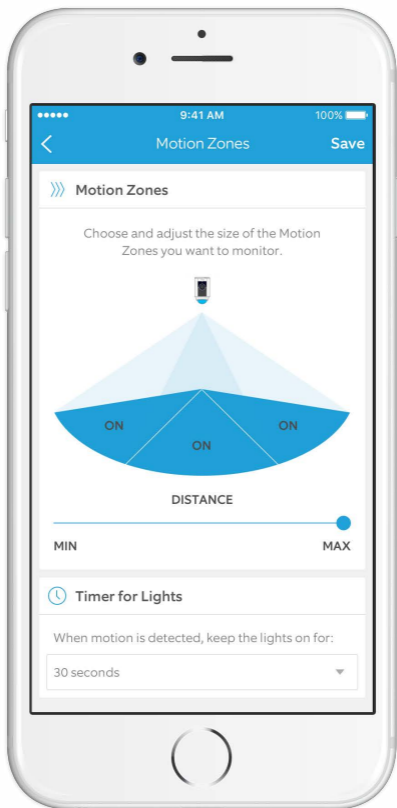 9:41 AM
100%
Motion Zones
Save
Motion Zones
Choose and adjust the size of the Motion
Zones you want to monitor.
ON
ON
ON
DISTANCE
MIN
MAX
Timer for Lights
When motion is detected, keep the lights on for:
30 seconds